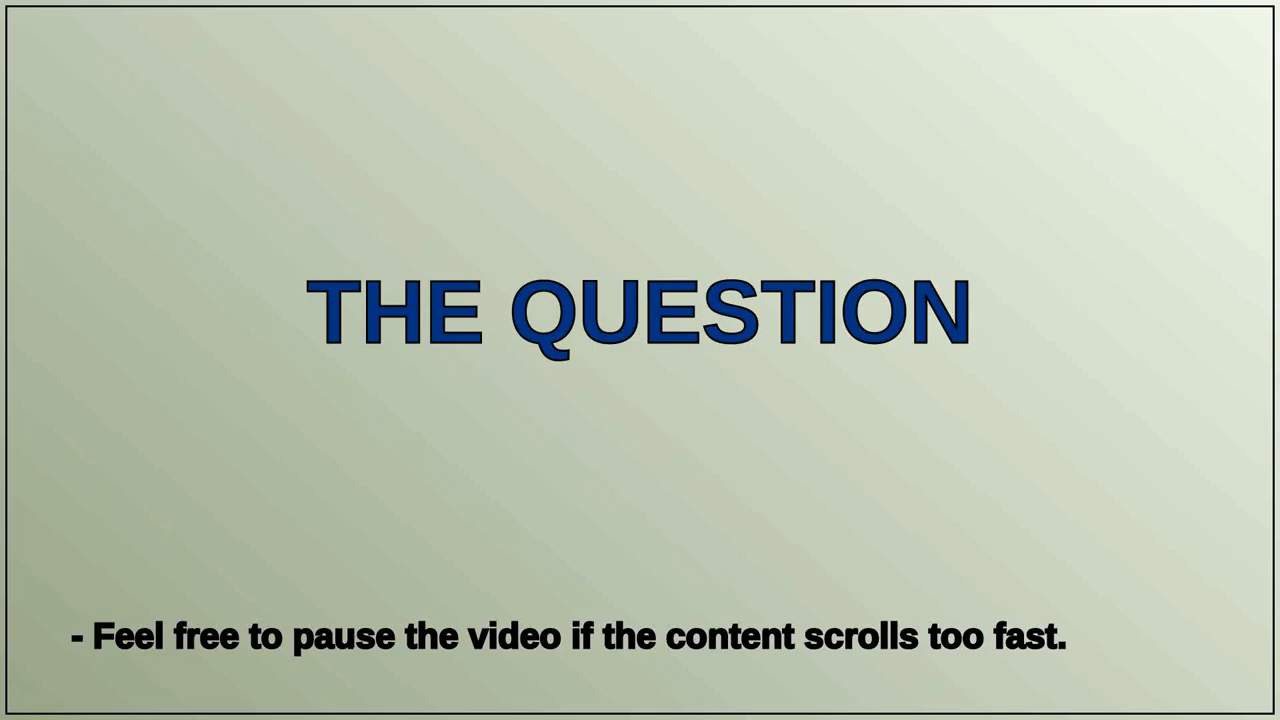 THE QUESTION
- Feel free to pause the video if the content scrolls too fast.